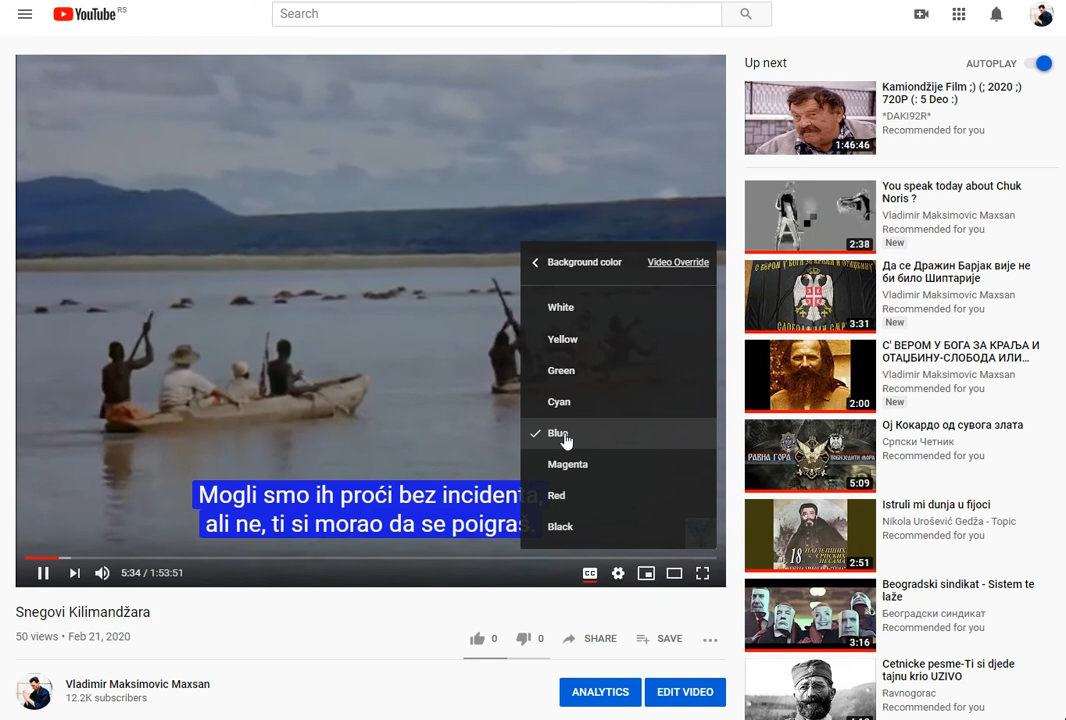 YouTube RS
Search
Mogli smo ih proći bez incidenta,
ali ne, ti si morao da se poigraš.
Background color
Video Override
White
Yellow
Green
Cyan
Blue
Magenta
Red
Black
5:34 / 1:53:51
CC
Snegovi Kilimandžara
50 views • Feb 21, 2020
0
0
SHARE
SAVE
Vladimir Maksimovic Maxsan
12.2K subscribers
ANALYTICS
EDIT VIDEO
Up next
AUTOPLAY
1:46:46
Kamiondžije Film ;) (; 2020 ;)
720P (: 5 Deo :)
*DAKI92R*
Recommended for you
2:38
You speak today about Chuk
Noris ?
Vladimir Maksimovic Maxsan
Recommended for you
New
3:31
Да се Дражин Барјак вије не
би било Шиптарије
Vladimir Maksimovic Maxsan
Recommended for you
New
2:00
С' ВЕРОМ У БОГА ЗА КРАЉА И
ОТАЏБИНУ-СЛОБОДА ИЛИ...
Vladimir Maksimovic Maxsan
Recommended for you
New
РАВНА ГОРА
5:09
Ој Кокардо од сувога злата
Српски Четник
Recommended for you
18
2:51
Istruli mi dunja u fijoci
Nikola Urošević Gedža - Topic
Recommended for you
3:16
Beogradski sindikat - Sistem te
laže
Београдски синдикат
Recommended for you
Cetnicke pesme-Ti si djede
tajnu krio UZIVO
Ravnogorac
Recommended for you